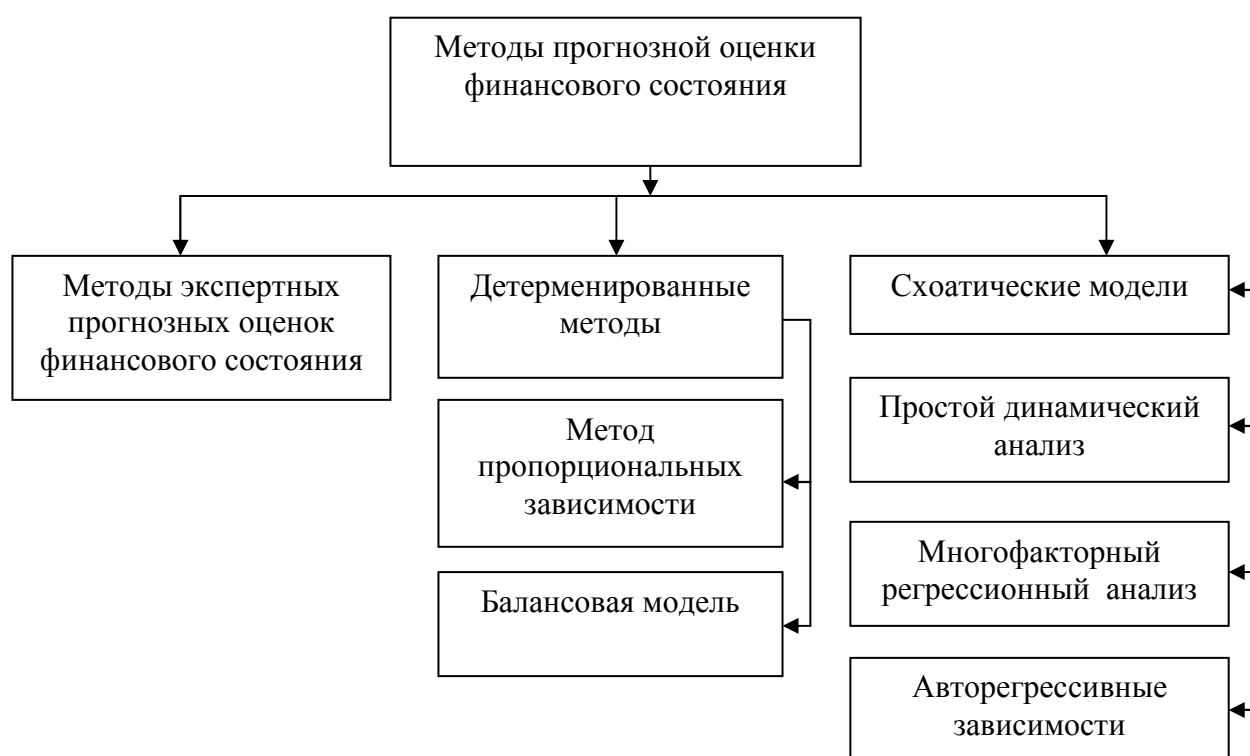 Методы прогнозной оценки
финансового состояния
Методы экспертных
прогнозных оценок
финансового состояния
Детерменированные
методы
Метод
пропорциональных
зависимости
Балансовая модель
Схоатические модели
Простой динамический
анализ
Многофакторный
регрессионный анализ
Авторегрессивные
зависимости